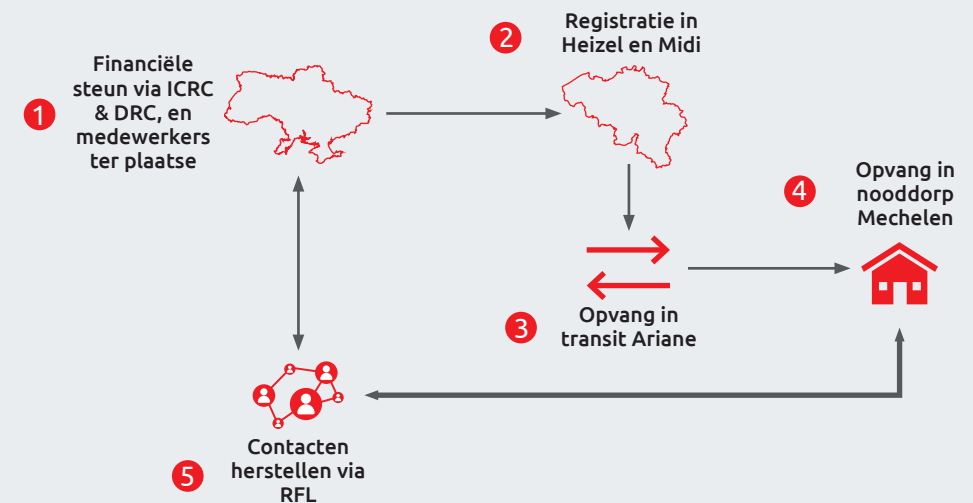 1
Financiële
steun via ICRC
& DRC, en
medewerkers
ter plaatse
2
Registratie in
Heizel en Midi
3
Opvang in
transit Ariane
4
Opvang in
nooddorp
Mechelen
5
Contacten
herstellen via
RFL